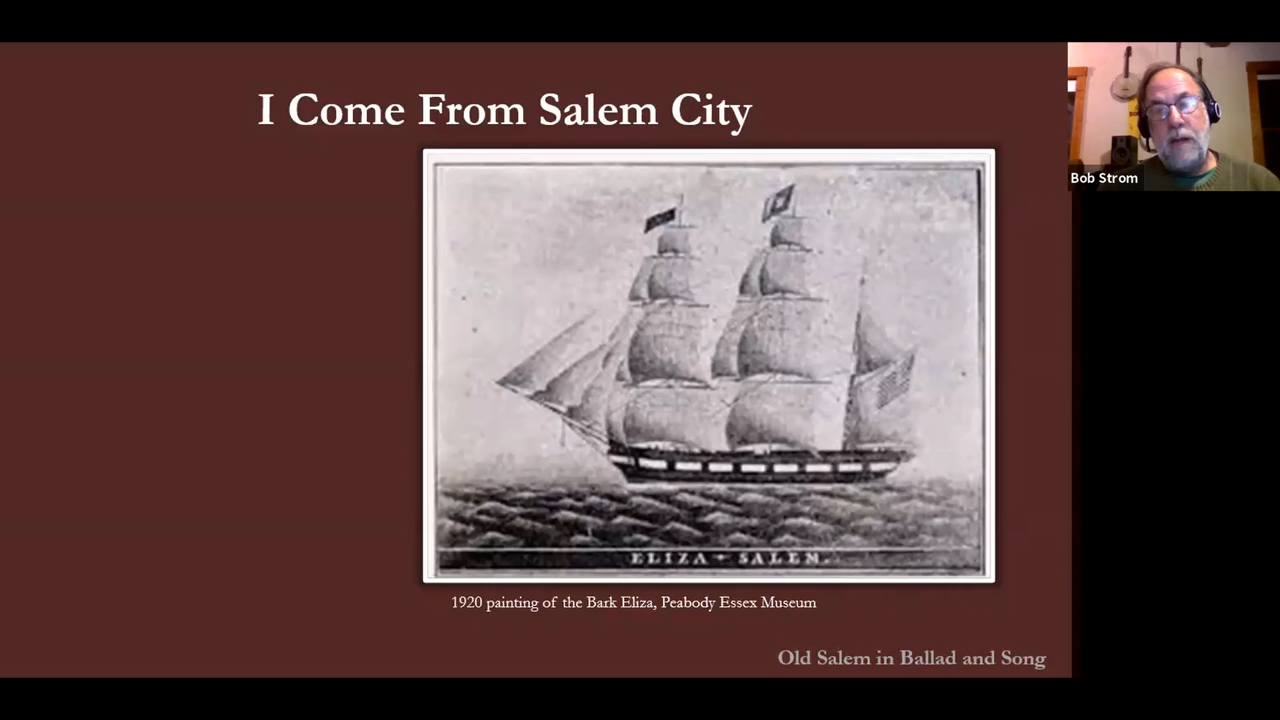 I Come From Salem City
Bob Strom
ELIZA SALEM
1920 painting of the Bark Eliza, Peabody Essex Museum
Old Salem in Ballad and Song